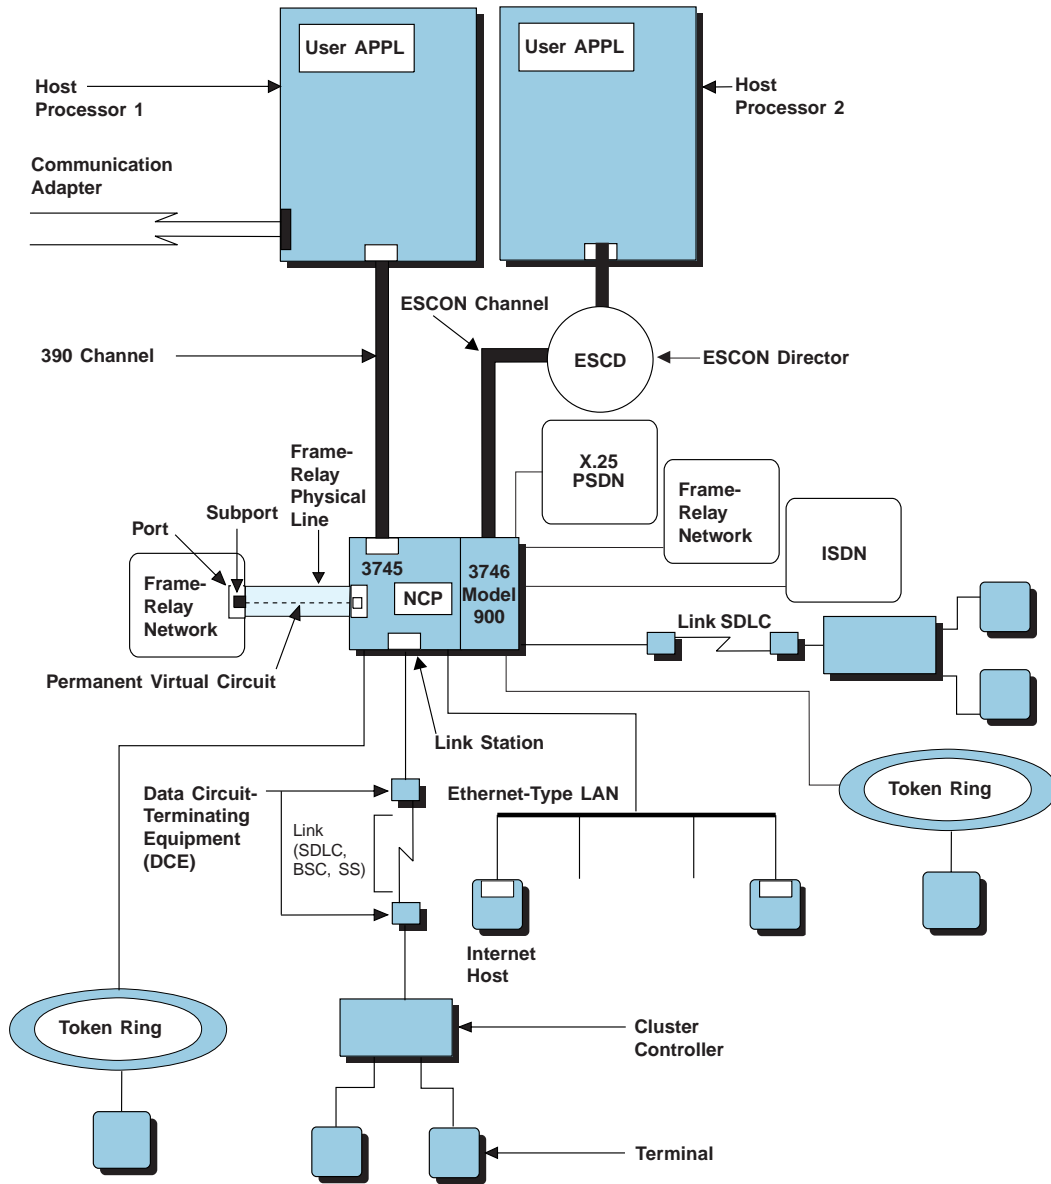 User APPL
User APPL
Host
Processor 1
Host
Processor 2
Communication
Adapter
ESCON Channel
390 Channel
ESCD
ESCON Director
Frame-
Relay
Physical
Line
X.25
PSDN
Frame-
Relay
Network
ISDN
Subport
Port
3745
3746
Model
900
NCP
Frame-
Relay
Network
Link SDLC
Permanent Virtual Circuit
Link Station
Token Ring
Data Circuit-
Terminating
Equipment
(DCE)
Ethernet-Type LAN
Link
(SDLC,
BSC, SS)
Internet
Host
Token Ring
Cluster
Controller
Terminal